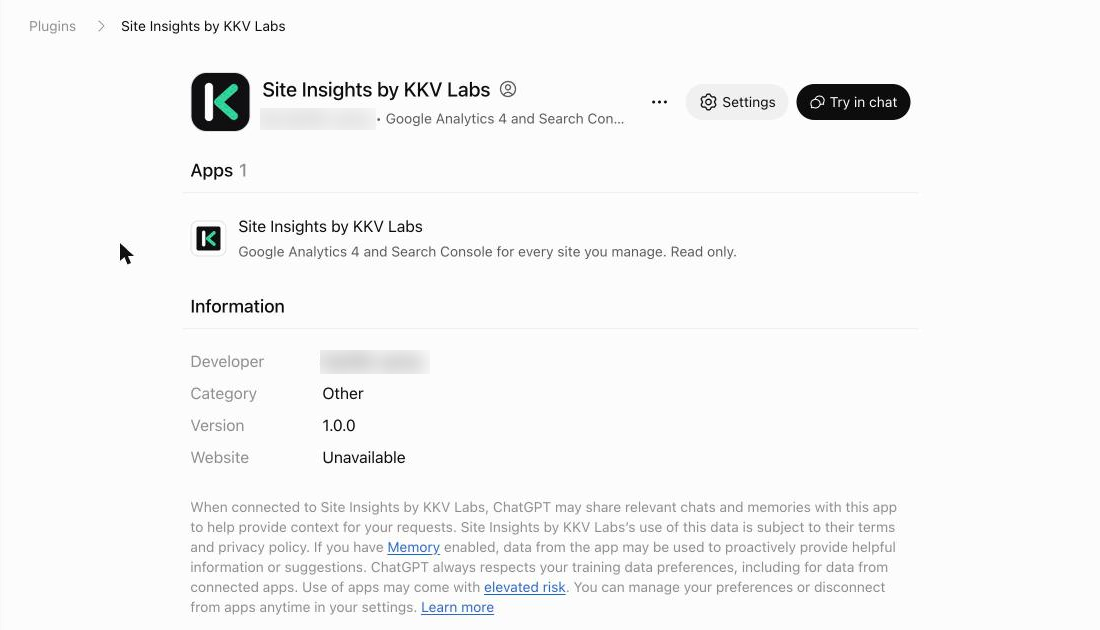 Plugins > Site Insights by KKV Labs
Site Insights by KKV Labs
· Google Analytics 4 and Search Con...
Settings
Try in chat
Apps 1
Site Insights by KKV Labs
Google Analytics 4 and Search Console for every site you manage. Read only.
Information
Developer
Category Other
Version 1.0.0
Website Unavailable
When connected to Site Insights by KKV Labs, ChatGPT may share relevant chats and memories with this app
to help provide context for your requests. Site Insights by KKV Labs's use of this data is subject to their terms
and privacy policy. If you have Memory enabled, data from the app may be used to proactively provide helpful
information or suggestions. ChatGPT always respects your training data preferences, including for data from
connected apps. Use of apps may come with elevated risk. You can manage your preferences or disconnect
from apps anytime in your settings. Learn more